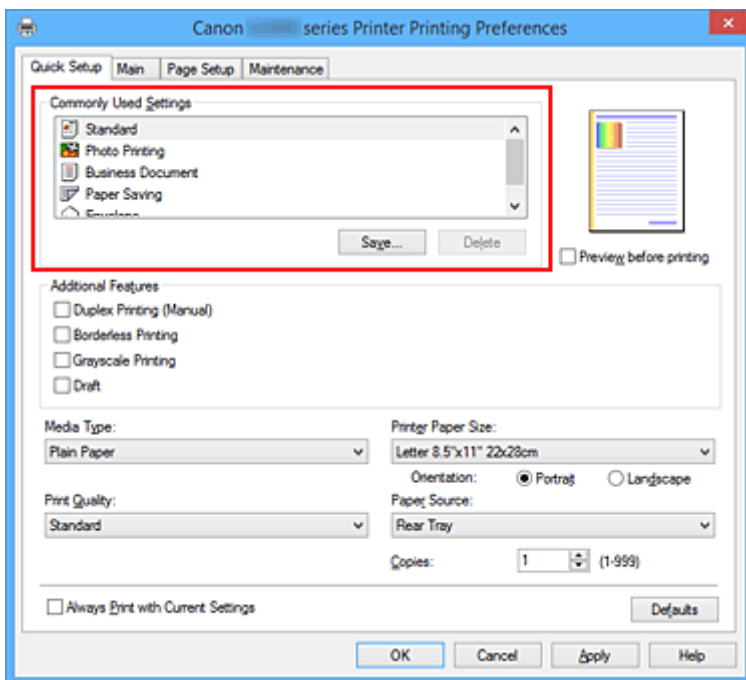 Canon series Printer Printing Preferences
Quick Setup Main Page Setup Maintenance
Commonly Used Settings
Standard
Photo Printing
Business Document
Paper Saving
Envelope
Save... Delete
Preview before printing
Additional Features
Duplex Printing (Manual)
Borderless Printing
Grayscale Printing
Draft
Media Type: Printer Paper Size:
Plain Paper Letter 8.5"x11" 22x28cm
Orientation: Portrait Landscape
Print Quality: Paper Source:
Standard Rear Tray
Copies: 1 (1-999)
Always Print with Current Settings Defaults
OK Cancel Apply Help